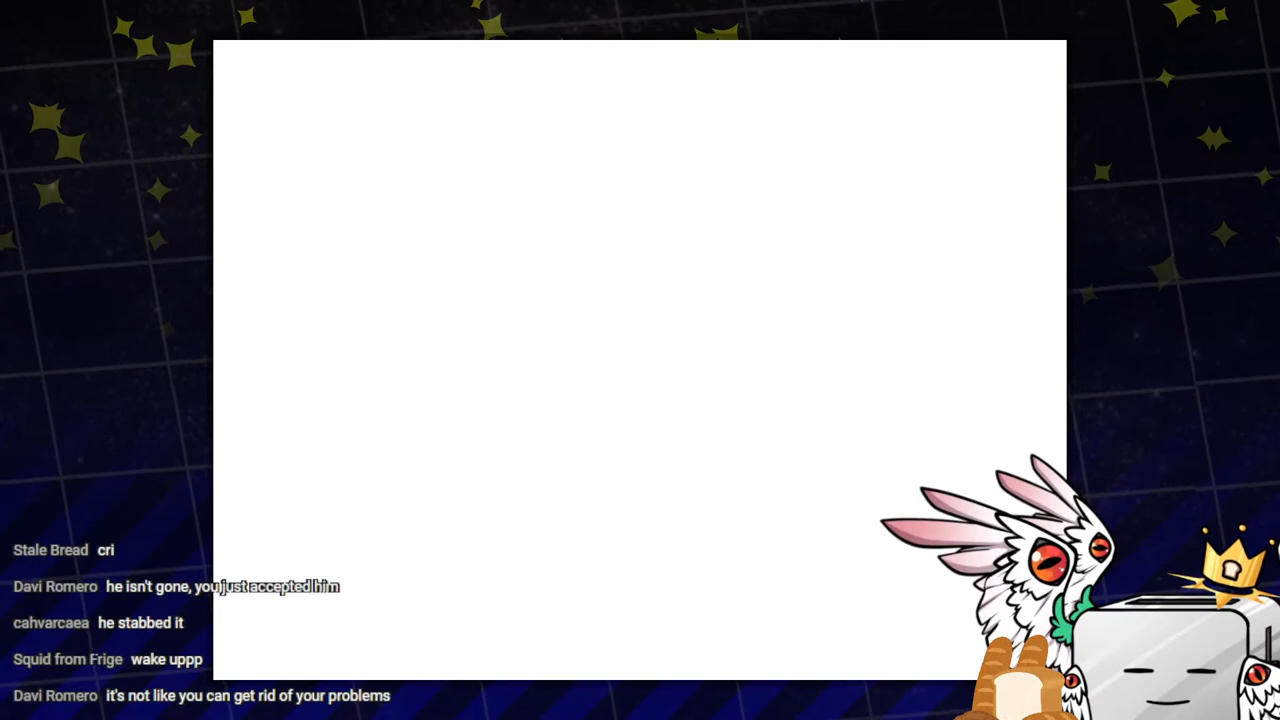 Stale Bread cri
Davi Romero he isn't gone, you just accepted him
cahvarcaea he stabbed it
Squid from Frige wake uppp
Davi Romero it's not like you can get rid of your problems